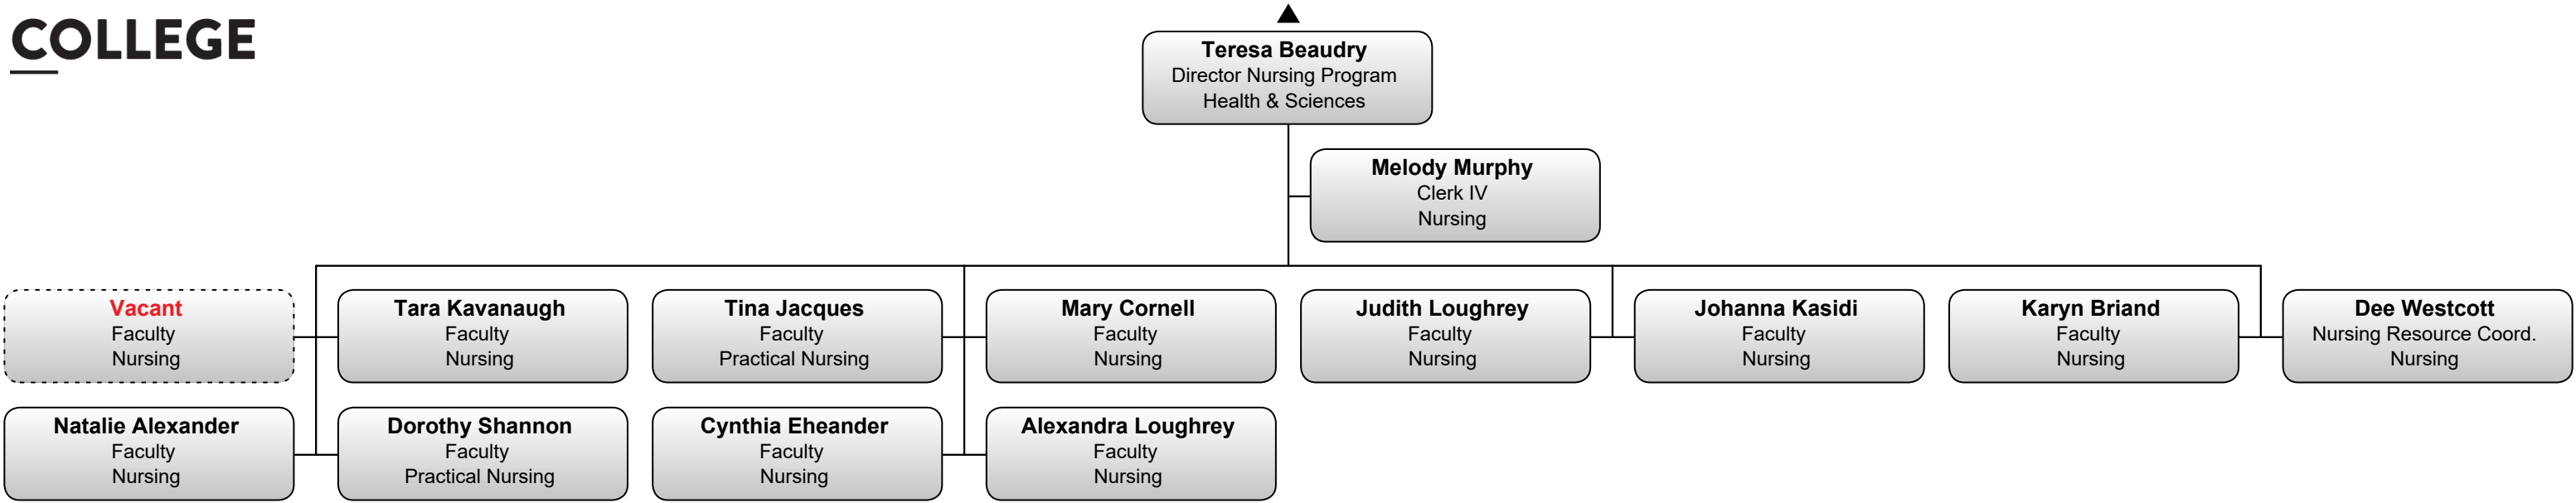 COLLEGE
Teresa Beaudry
Director Nursing Program
Health & Sciences
Melody Murphy
Clerk IV
Nursing
Vacant
Faculty
Nursing
Tara Kavanaugh
Faculty
Nursing
Tina Jacques
Faculty
Practical Nursing
Mary Cornell
Faculty
Nursing
Judith Loughrey
Faculty
Nursing
Johanna Kasidi
Faculty
Nursing
Karyn Briand
Faculty
Nursing
Dee Westcott
Nursing Resource Coord.
Nursing
Natalie Alexander
Faculty
Nursing
Dorothy Shannon
Faculty
Practical Nursing
Cynthia Eheander
Faculty
Nursing
Alexandra Loughrey
Faculty
Nursing